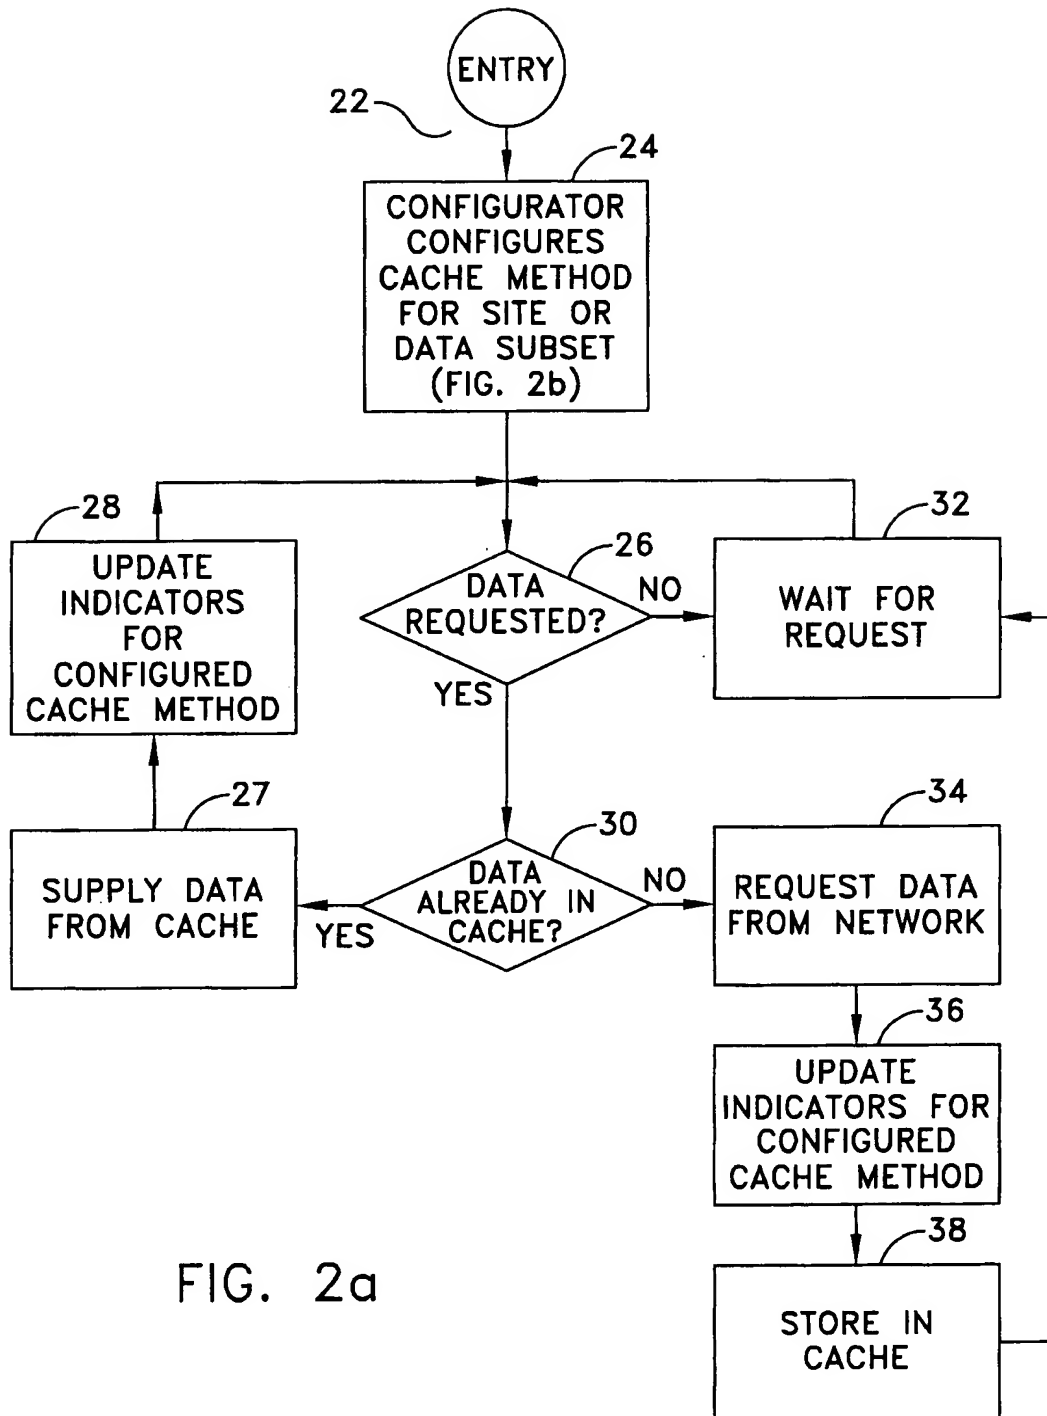 ENTRY
22
24
CONFIGURATOR
CONFIGURES
CACHE METHOD
FOR SITE OR
DATA SUBSET
(FIG. 2b)
28
UPDATE
INDICATORS
FOR
CONFIGURED
CACHE METHOD
26
DATA
REQUESTED?
NO
YES
32
WAIT FOR
REQUEST
27
SUPPLY DATA
FROM CACHE
30
DATA
ALREADY IN
CACHE?
YES
NO
34
REQUEST DATA
FROM NETWORK
36
UPDATE
INDICATORS FOR
CONFIGURED
CACHE METHOD
38
STORE IN
CACHE
FIG. 2a